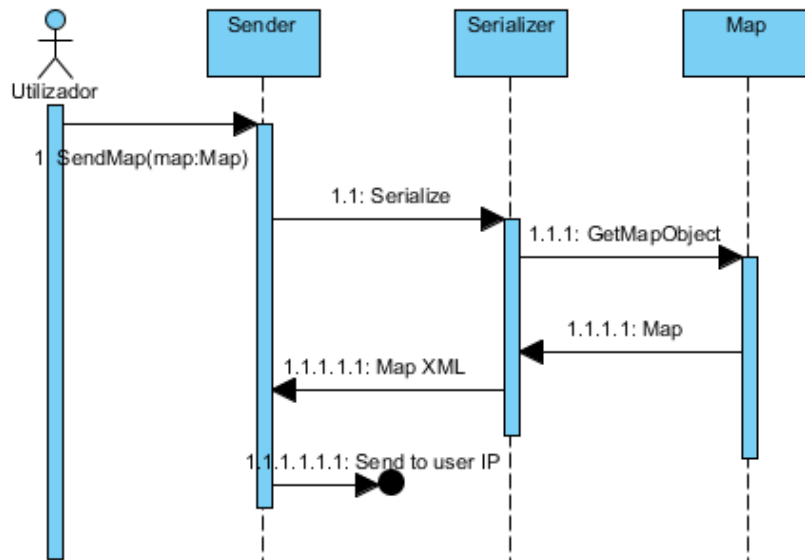 Sender
Serializer
Map
Utilizador
1 SendMap(map:Map)
1.1: Serialize
1.1.1: GetMapObject
1.1.1.1: Map
1.1.1.1.1: Map XML
1.1.1.1.1.1: Send to user IP